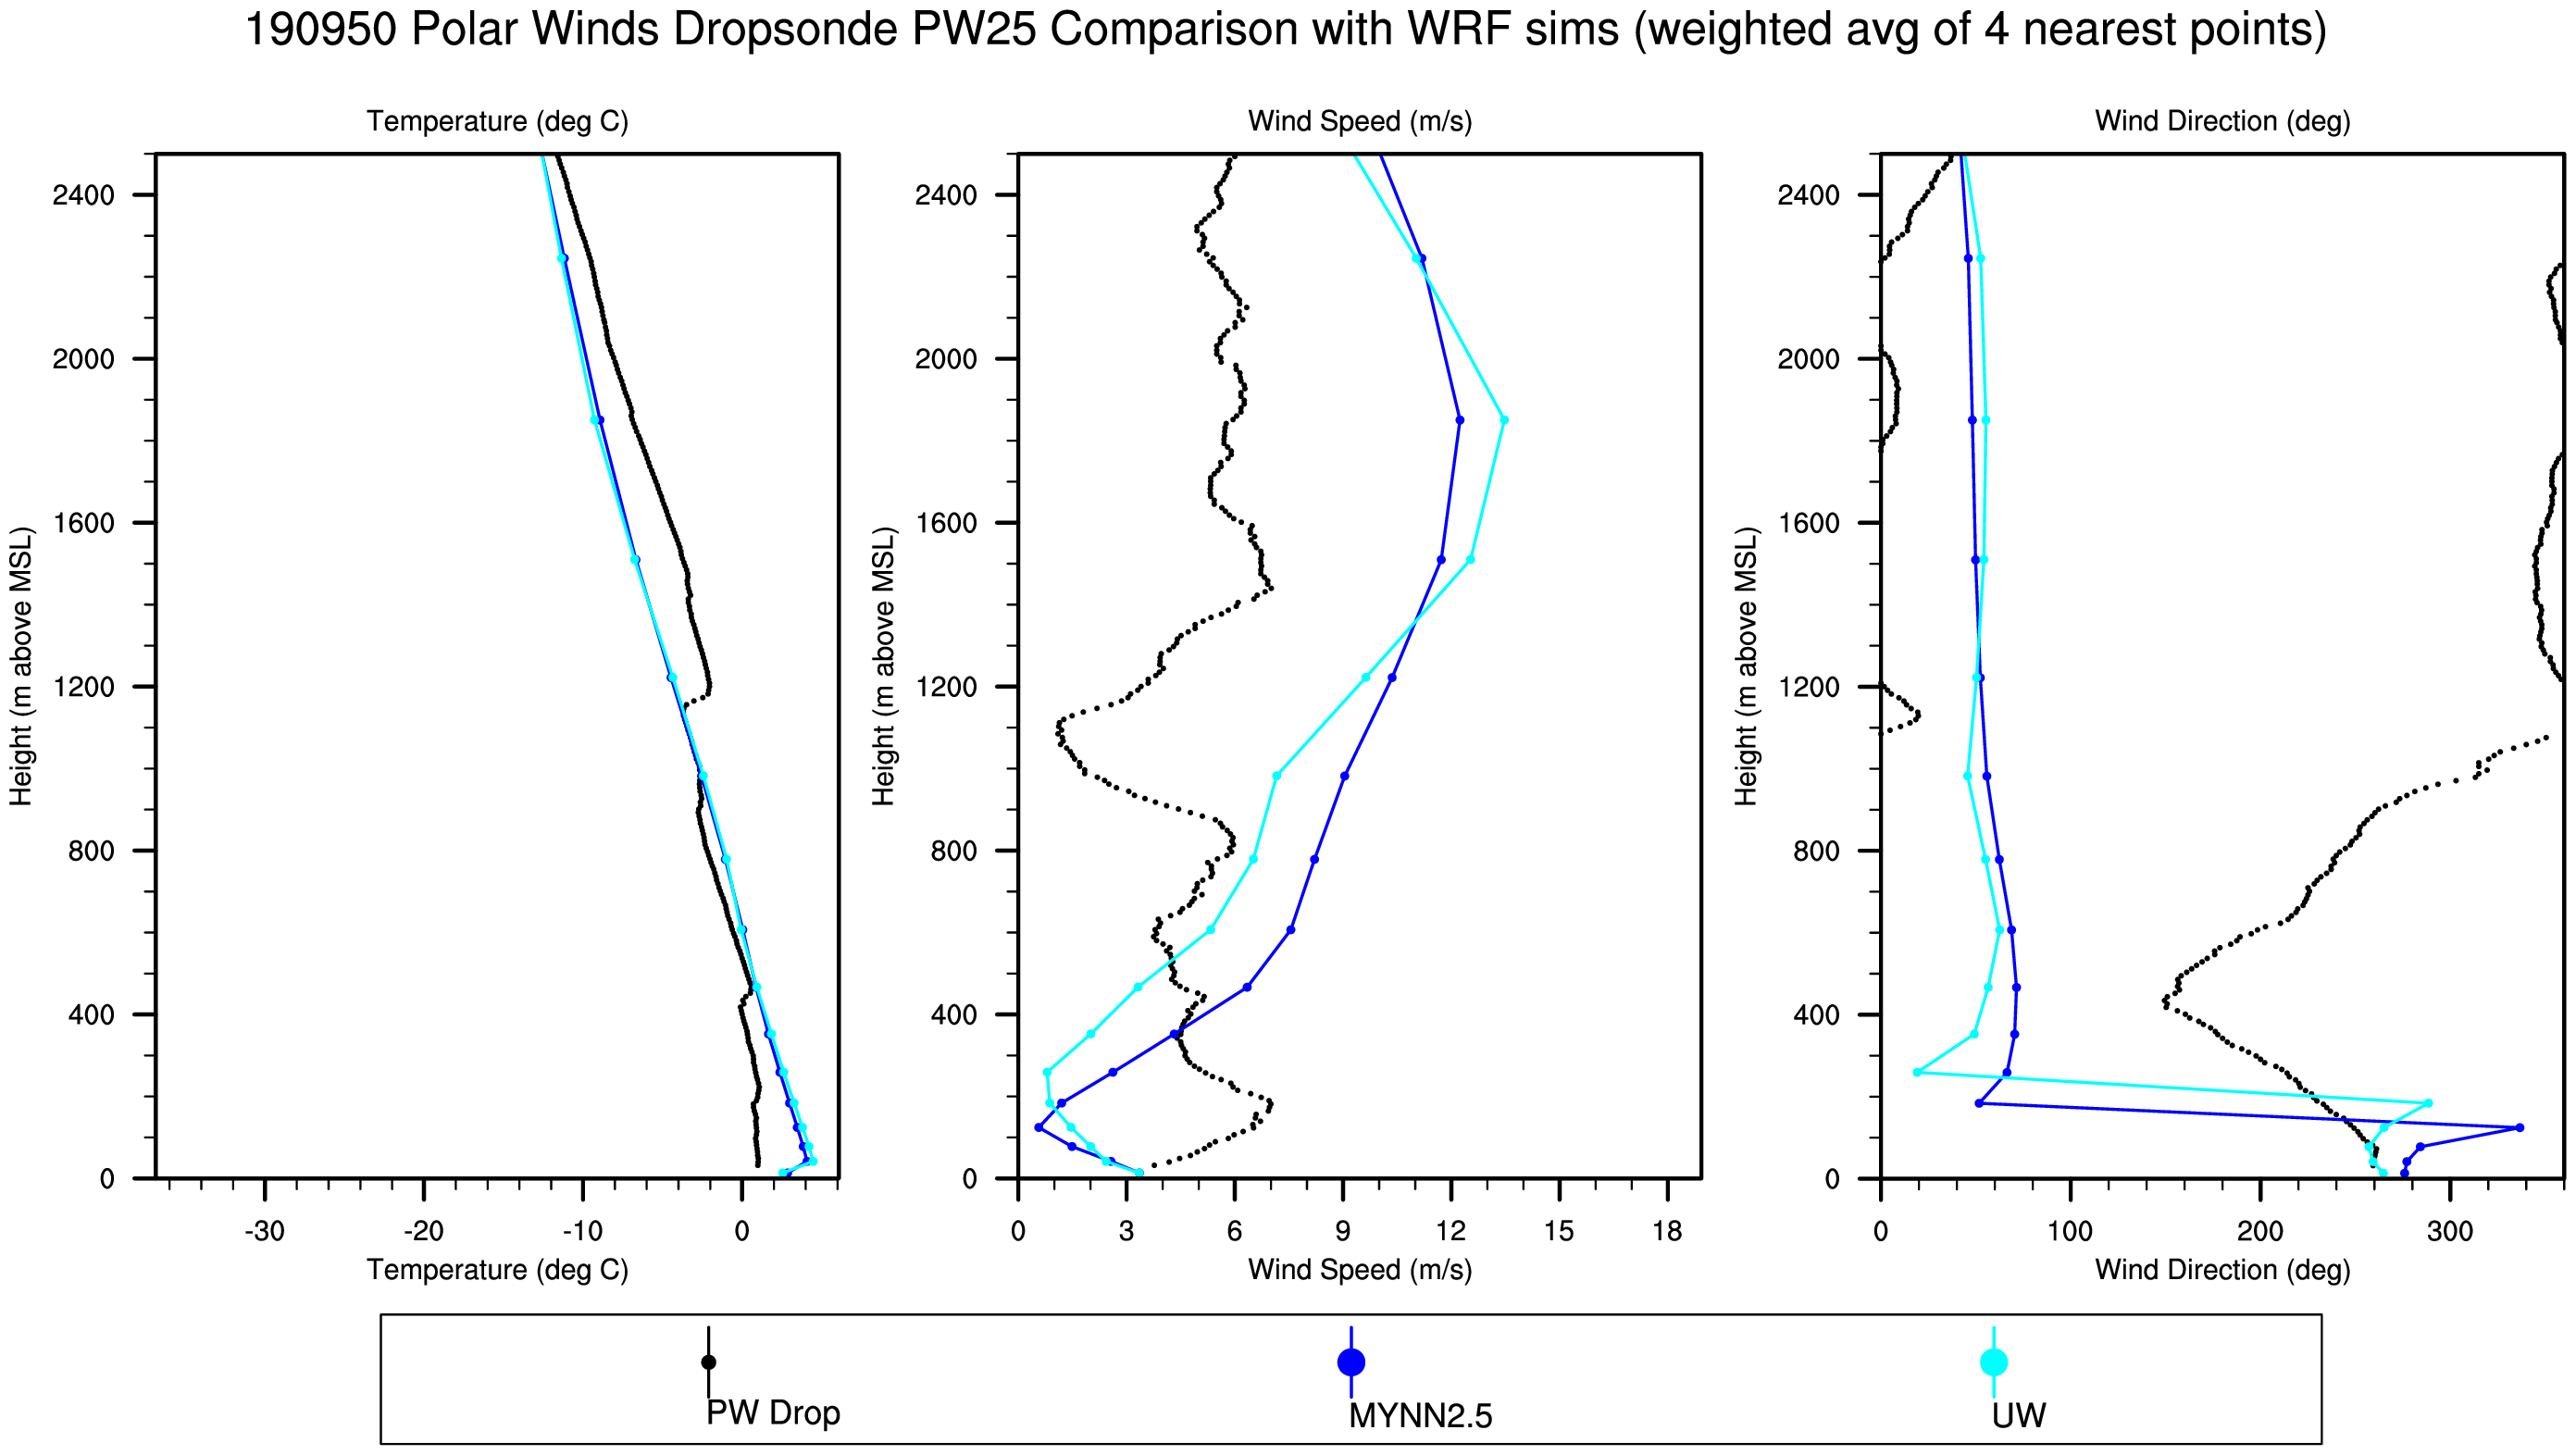 190950 Polar Winds Dropsonde PW25 Comparison with WRF sims (weighted avg of 4 nearest points)
Temperature (deg C)
Wind Speed (m/s)
Wind Direction (deg)
2400
2000
1600
1200
800
400
0
Height (m above MSL)
-30
-20
-10
0
Temperature (deg C)
2400
2000
1600
1200
800
400
0
Height (m above MSL)
0
3
6
9
12
15
18
Wind Speed (m/s)
2400
2000
1600
1200
800
400
0
Height (m above MSL)
0
100
200
300
Wind Direction (deg)
PW Drop
MYNN2.5
UW